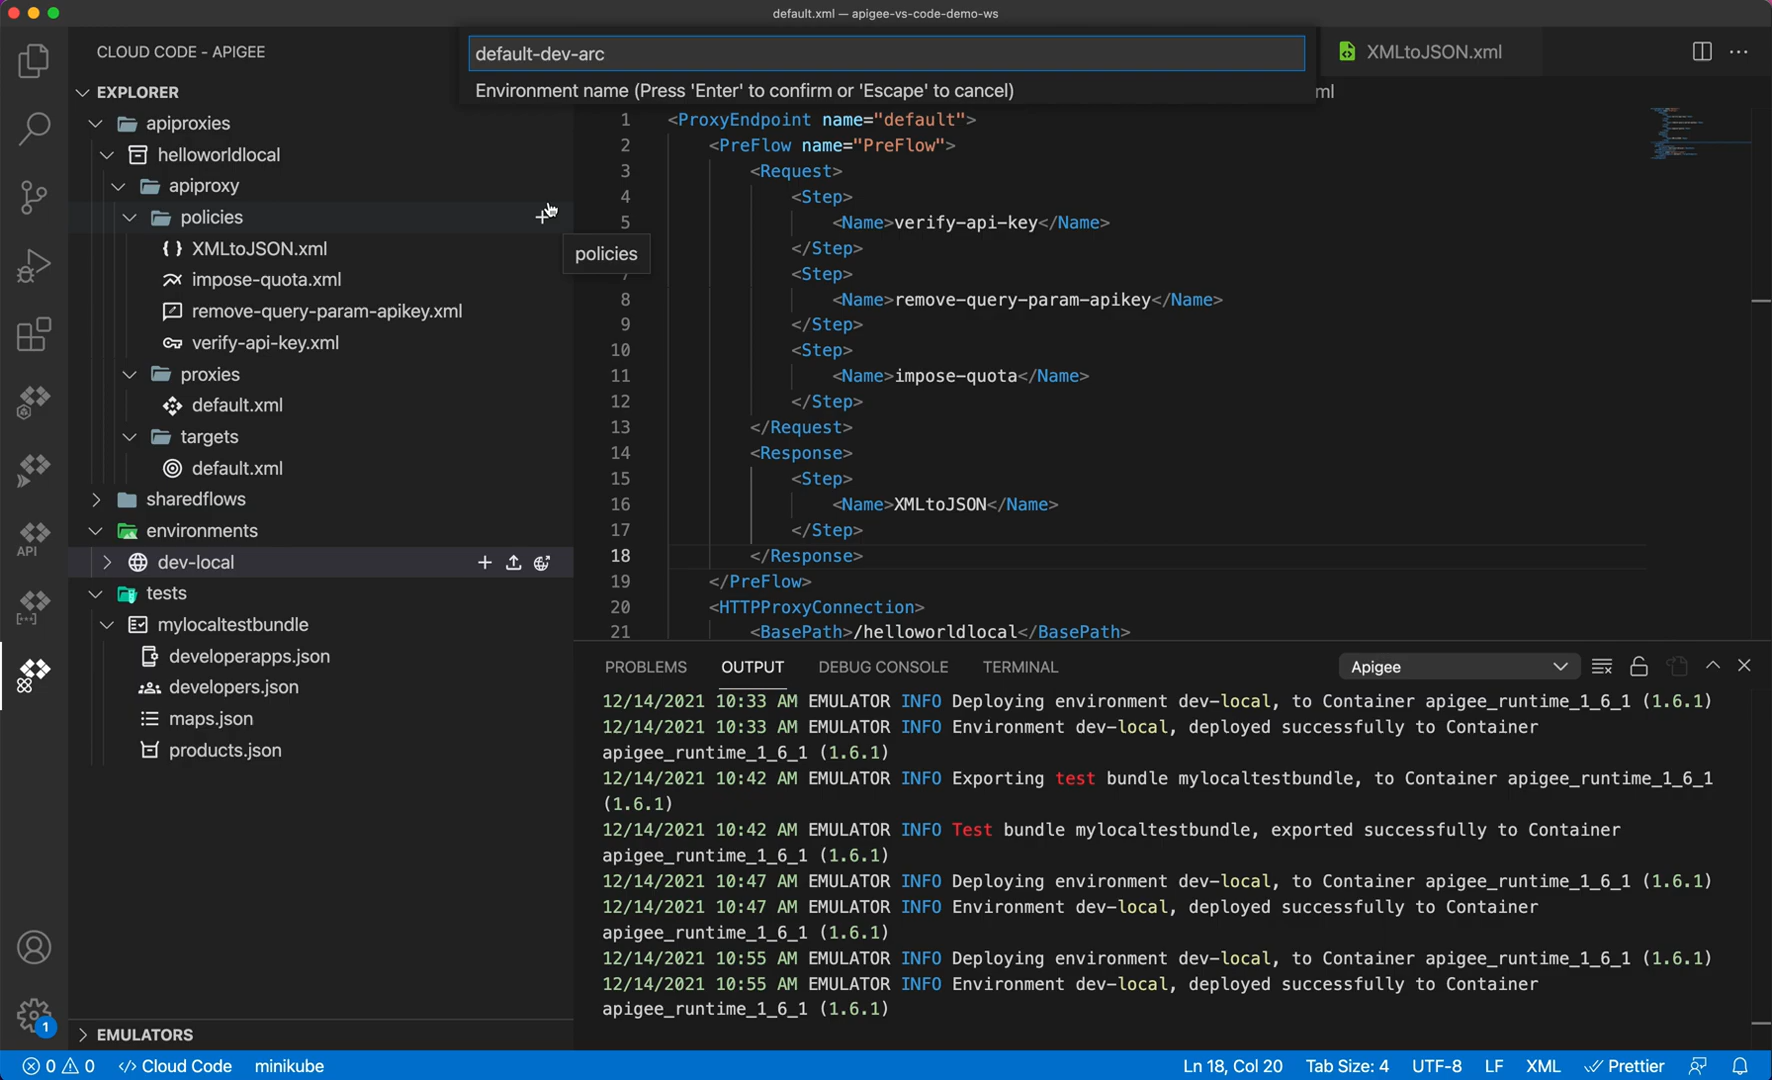 default.xml — apigee-vs-code-demo-ws
CLOUD CODE - APIGEE
default-dev-arc
XMLtoJSON.xml
Environment name (Press 'Enter' to confirm or 'Escape' to cancel)
ml
EXPLORER
apiproxies
helloworldlocal
apiproxy
policies
policies
XMLtoJSON.xml
impose-quota.xml
remove-query-param-apikey.xml
verify-api-key.xml
proxies
default.xml
targets
default.xml
sharedflows
environments
dev-local
tests
mylocaltestbundle
developerapps.json
developers.json
maps.json
products.json
EMULATORS
API
1 <ProxyEndpoint name="default">
2 <PreFlow name="PreFlow">
3 <Request>
4 <Step>
5 <Name>verify-api-key</Name>
</Step>
7 <Step>
8 <Name>remove-query-param-apikey</Name>
9 </Step>
10 <Step>
11 <Name>impose-quota</Name>
12 </Step>
13 </Request>
14 <Response>
15 <Step>
16 <Name>XMLtoJSON</Name>
17 </Step>
18 </Response>
19 </PreFlow>
20 <HTTPProxyConnection>
21 <BasePath>/helloworldlocal</BasePath>
PROBLEMS OUTPUT DEBUG CONSOLE TERMINAL Apigee
12/14/2021 10:33 AM EMULATOR INFO Deploying environment dev-local, to Container apigee_runtime_1_6_1 (1.6.1)
12/14/2021 10:33 AM EMULATOR INFO Environment dev-local, deployed successfully to Container
apigee_runtime_1_6_1 (1.6.1)
12/14/2021 10:42 AM EMULATOR INFO Exporting test bundle mylocaltestbundle, to Container apigee_runtime_1_6_1
(1.6.1)
12/14/2021 10:42 AM EMULATOR INFO Test bundle mylocaltestbundle, exported successfully to Container
apigee_runtime_1_6_1 (1.6.1)
12/14/2021 10:47 AM EMULATOR INFO Deploying environment dev-local, to Container apigee_runtime_1_6_1 (1.6.1)
12/14/2021 10:47 AM EMULATOR INFO Environment dev-local, deployed successfully to Container
apigee_runtime_1_6_1 (1.6.1)
12/14/2021 10:55 AM EMULATOR INFO Deploying environment dev-local, to Container apigee_runtime_1_6_1 (1.6.1)
12/14/2021 10:55 AM EMULATOR INFO Environment dev-local, deployed successfully to Container
apigee_runtime_1_6_1 (1.6.1)
1
0 0 Cloud Code minikube Ln 18, Col 20 Tab Size: 4 UTF-8 LF XML Prettier